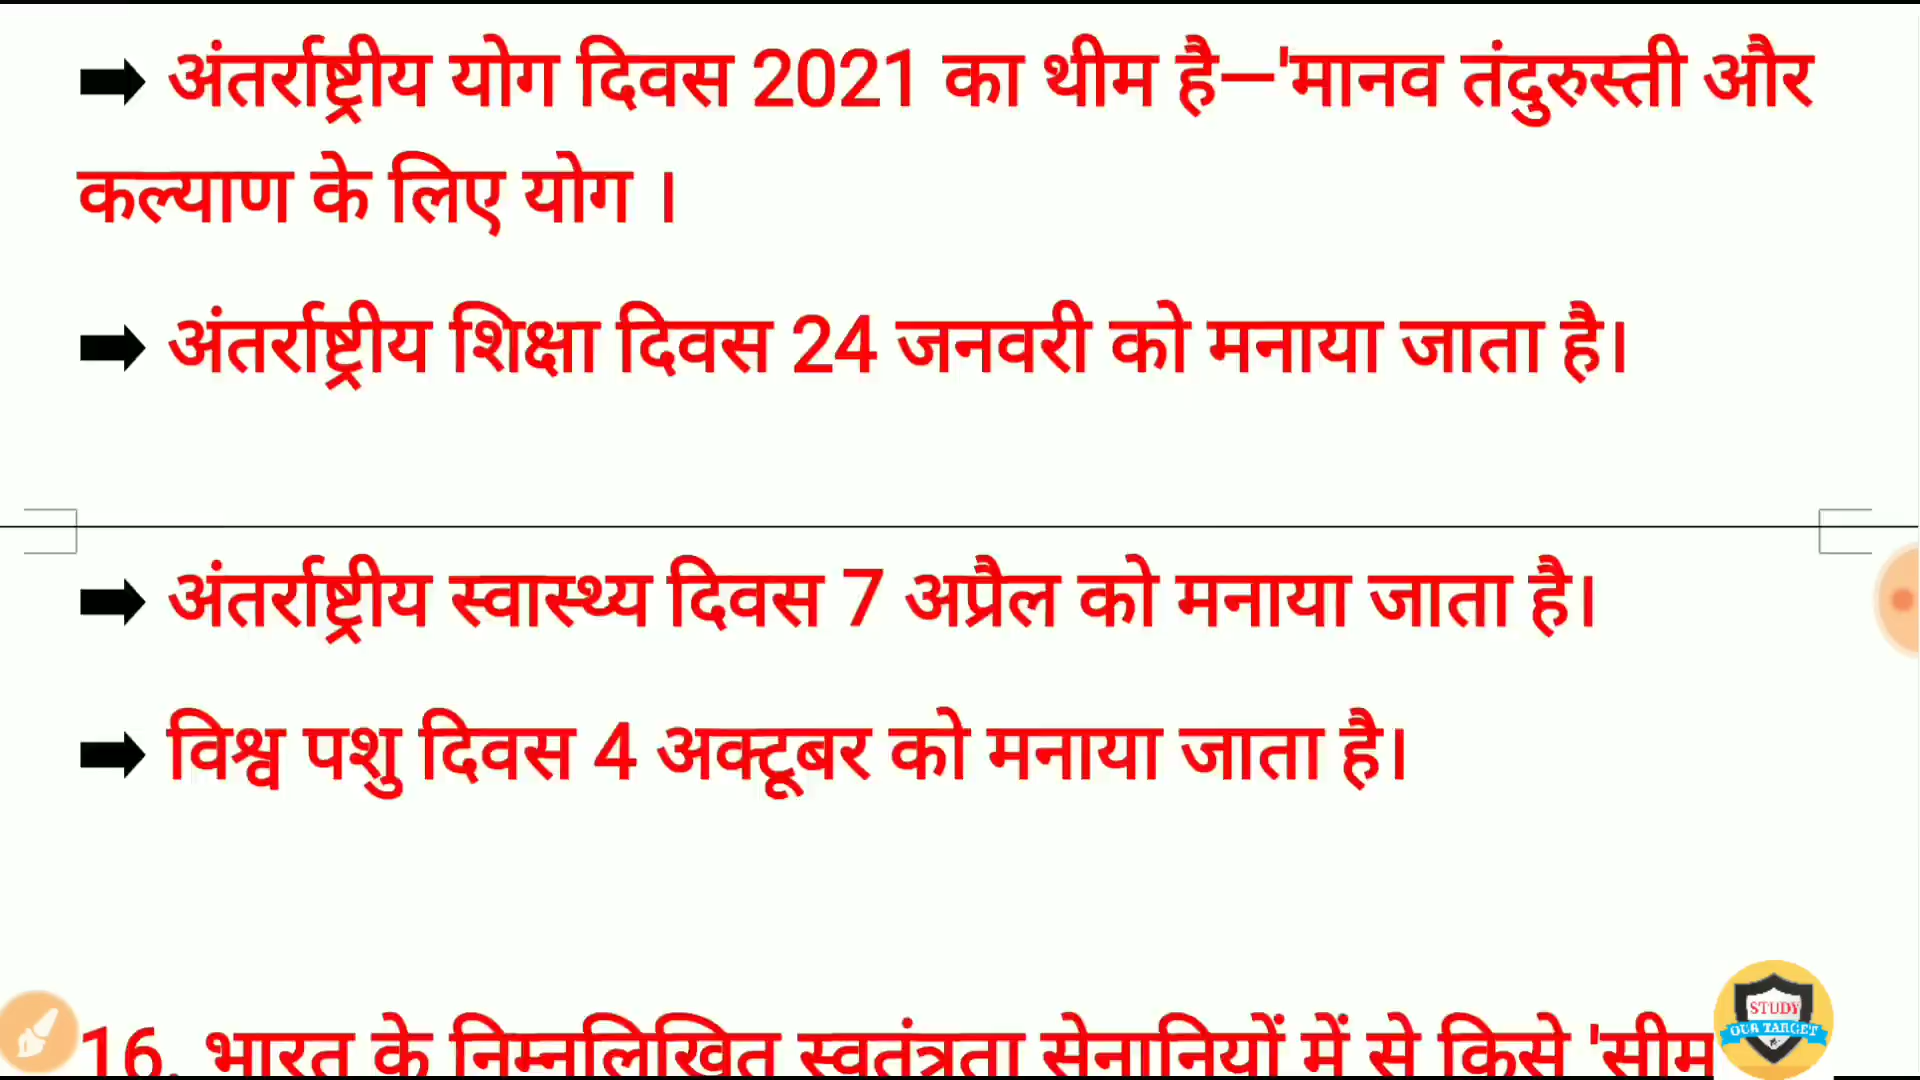 ➡ अंतर्राष्ट्रीय योग दिवस 2021 का थीम है—'मानव तंदुरुस्ती और
कल्याण के लिए योग ।
➡ अंतर्राष्ट्रीय शिक्षा दिवस 24 जनवरी को मनाया जाता है।
➡ अंतर्राष्ट्रीय स्वास्थ्य दिवस 7 अप्रैल को मनाया जाता है।
➡ विश्व पशु दिवस 4 अक्टूबर को मनाया जाता है।
16. भारत के निम्नलिखित स्वतंत्रता सेनानियों में से किसे 'सीम
STUDY
OUR TARGET